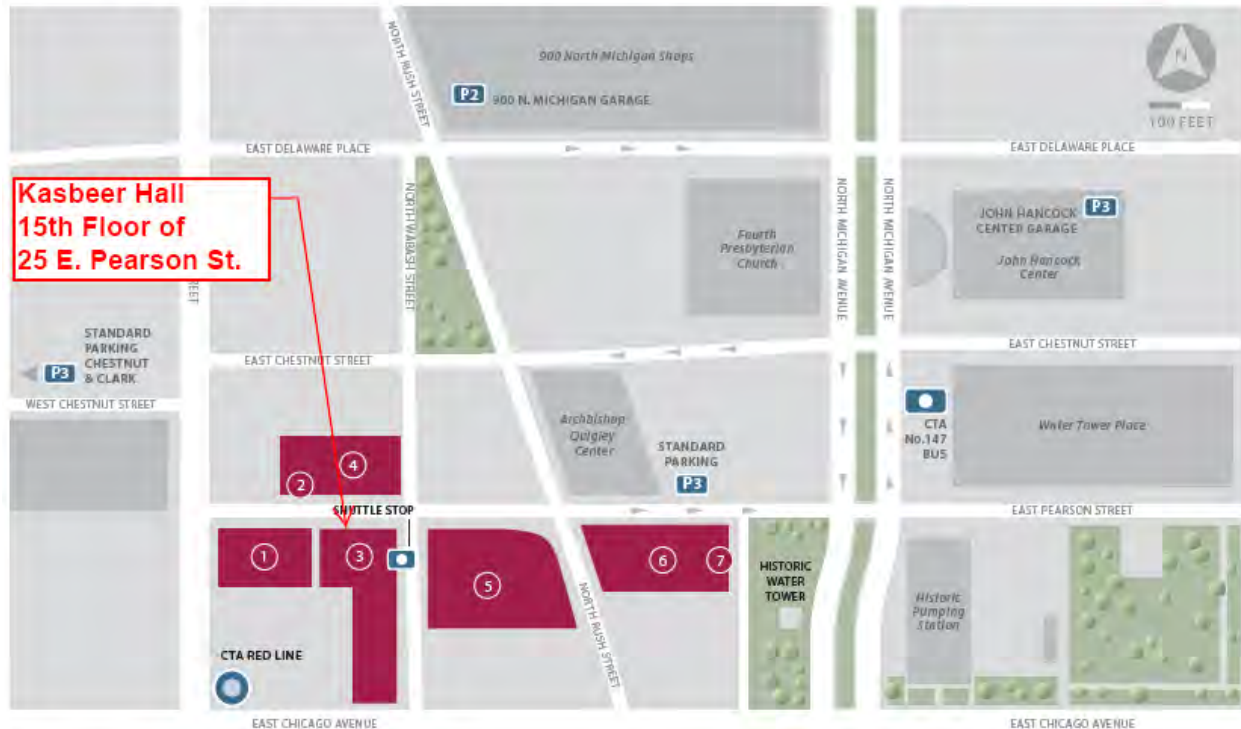 900 North Michigan Shops
P2 900 N. MICHIGAN GARAGE
NORTH RUSH STREET
N
100 FEET
EAST DELAWARE PLACE
EAST DELAWARE PLACE
Kasbeer Hall
15th Floor of
25 E. Pearson St.
STREET
NORTH WABASH STREET
Fourth
Presbyterian
Church
NORTH MICHIGAN AVENUE
NORTH MICHIGAN AVENUE
JOHN HANCOCK
CENTER GARAGE
P3
John Hancock
Center
STANDARD
PARKING
CHESTNUT
& CLARK
P3
EAST CHESTNUT STREET
EAST CHESTNUT STREET
WEST CHESTNUT STREET
Archbishop
Quigley
Center
STANDARD
PARKING
P3
CTA
No.147
BUS
Water Tower Place
4
2
SHUTTLE STOP
EAST PEARSON STREET
1
3
5
6
7
HISTORIC
WATER
TOWER
Historic
Pumping
Station
NORTH RUSH STREET
CTA RED LINE
EAST CHICAGO AVENUE
EAST CHICAGO AVENUE